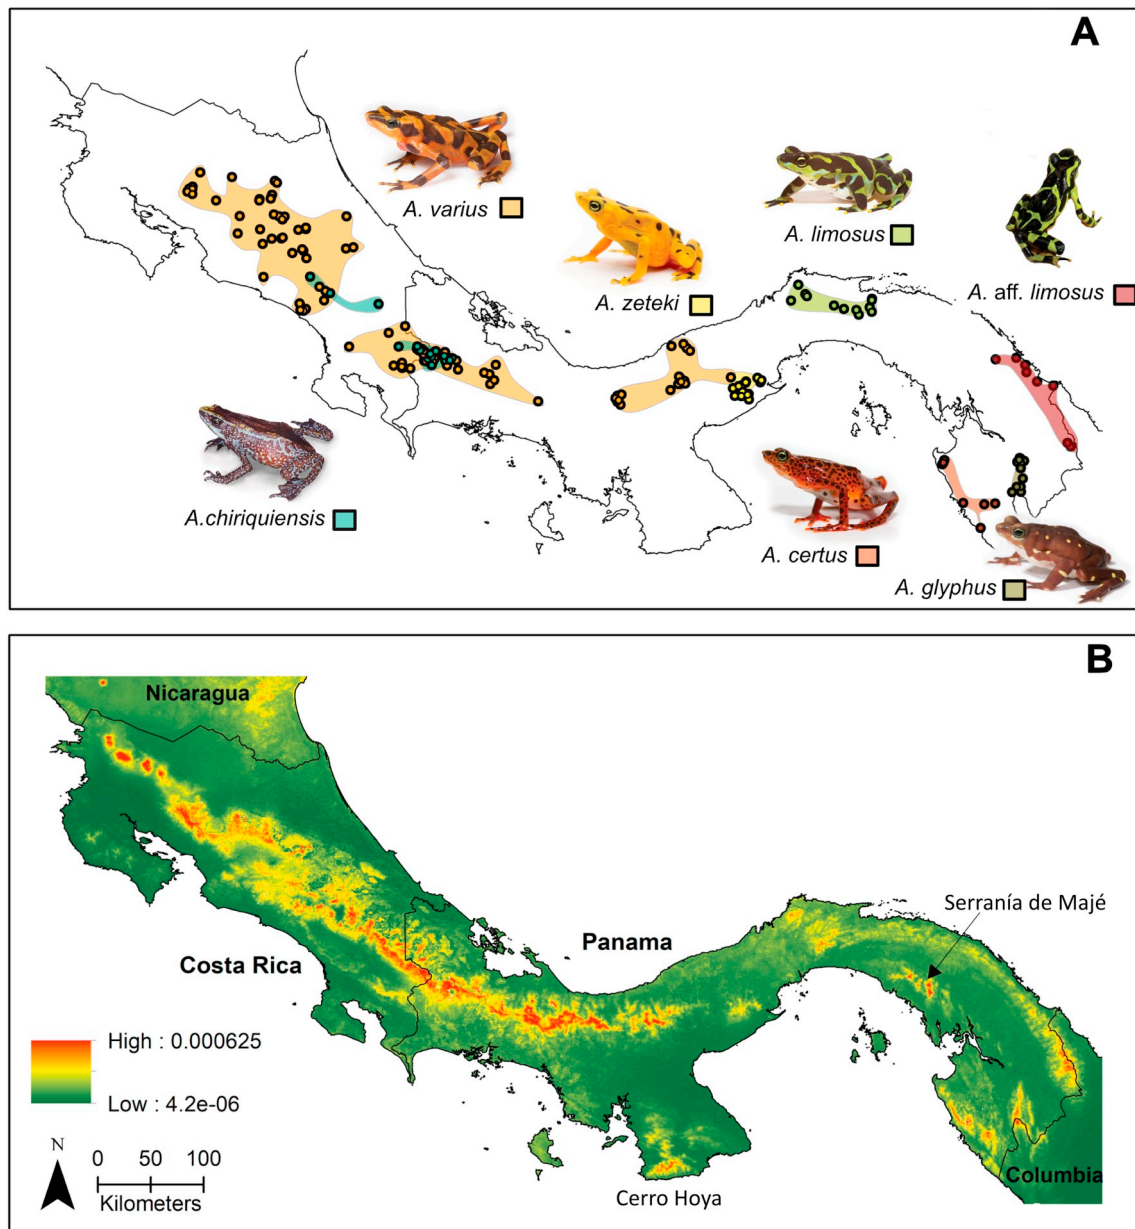 A
A. varius
A. limosus
A. zeteki
A. aff. limosus
A.chiriquiensis
A. certus
A. glyphus
B
Nicaragua
Serranía de Majé
Panama
Costa Rica
High : 0.000625
Low : 4.2e-06
N
0 50 100
Kilometers
Columbia
Cerro Hoya